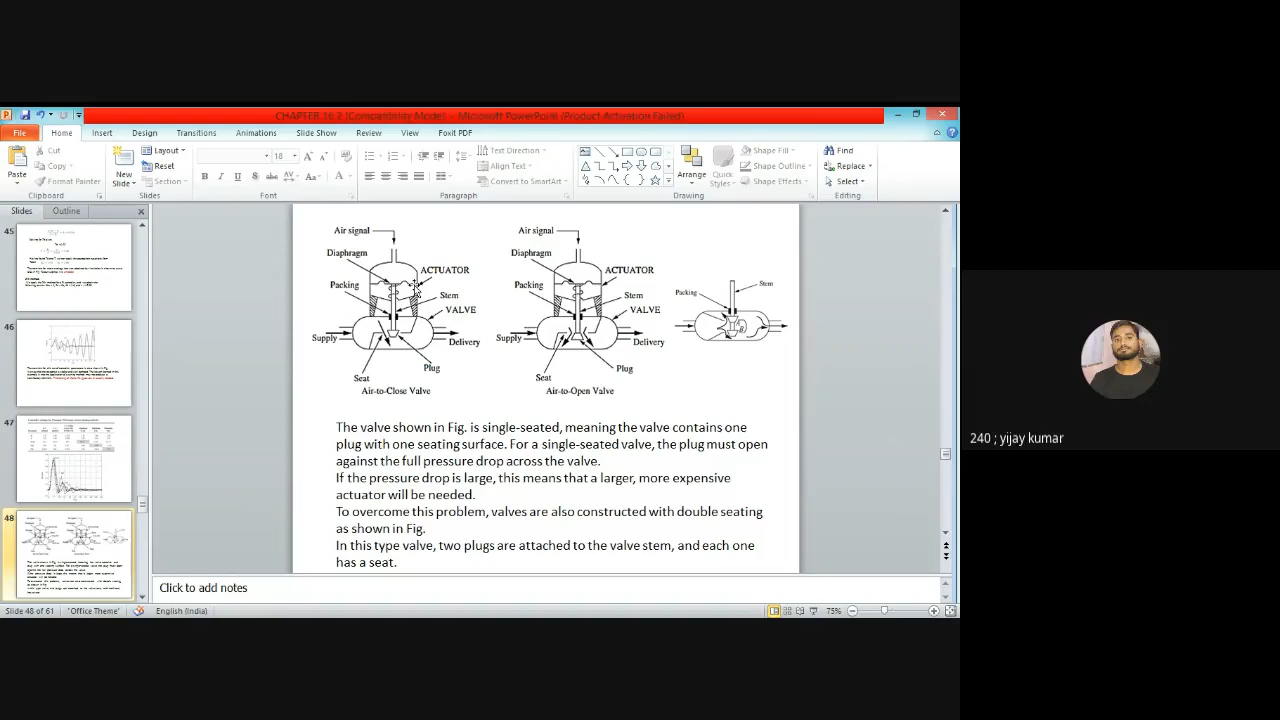 CHAPTER 16 2 [Compatibility Mode] - Microsoft PowerPoint (Product Activation Failed)
File Home Insert Design Transitions Animations Slide Show Review View Foxit PDF
Paste
Cut
Copy
Format Painter
Clipboard
New Slide
Layout
Reset
Section
Slides
18
Font
Paragraph
Text Direction
Align Text
Convert to SmartArt
Arrange
Quick Styles
Shape Fill
Shape Outline
Shape Effects
Drawing
Find
Replace
Select
Editing
Slides Outline
45
46
47
48
Air signal
Diaphragm
ACTUATOR
Packing
Stem
VALVE
Supply
Delivery
Plug
Seat
Air-to-Close Valve
Air signal
Diaphragm
ACTUATOR
Packing
Stem
VALVE
Supply
Delivery
Plug
Seat
Air-to-Open Valve
Packing
Stem
A
B
The valve shown in Fig. is single-seated, meaning the valve contains one
plug with one seating surface. For a single-seated valve, the plug must open
against the full pressure drop across the valve.
If the pressure drop is large, this means that a larger, more expensive
actuator will be needed.
To overcome this problem, valves are also constructed with double seating
as shown in Fig.
In this type valve, two plugs are attached to the valve stem, and each one
has a seat.
Click to add notes
Slide 48 of 61 "Office Theme" English (India) 75%
240 ; yijay kumar